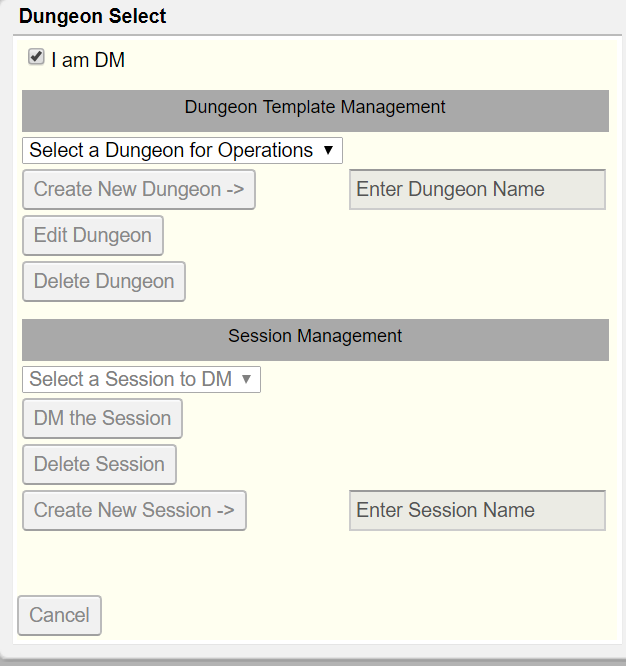 Dungeon Select
I am DM
Dungeon Template Management
Select a Dungeon for Operations
Create New Dungeon -> Enter Dungeon Name
Edit Dungeon
Delete Dungeon
Session Management
Select a Session to DM
DM the Session
Delete Session
Create New Session -> Enter Session Name
Cancel